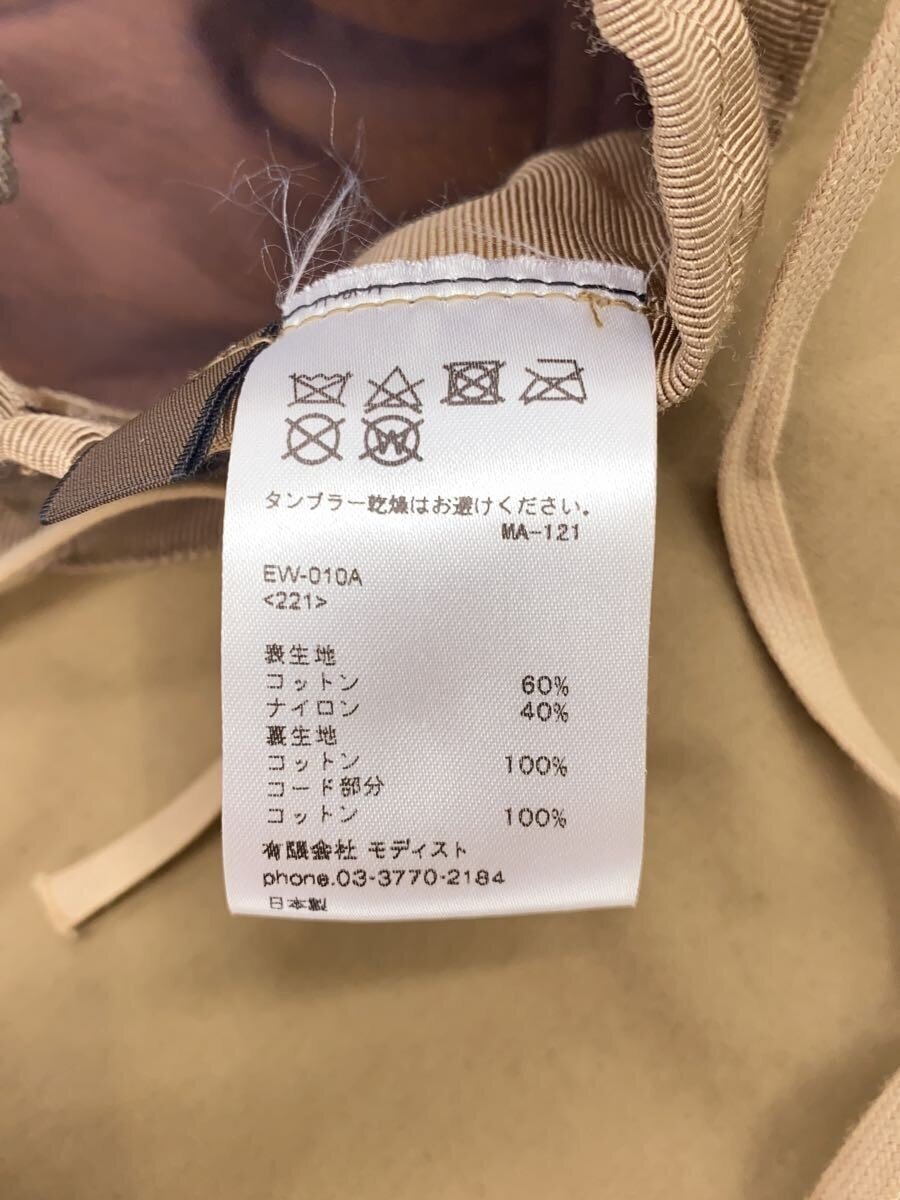 タンブラー乾燥はお避けください。
MA-121
EW-010A
<221>
表生地
コットン 60%
ナイロン 40%
裏生地
コットン 100%
コード部分
コットン 100%
有限会社 モディスト
phone.03-3770-2184
日本製